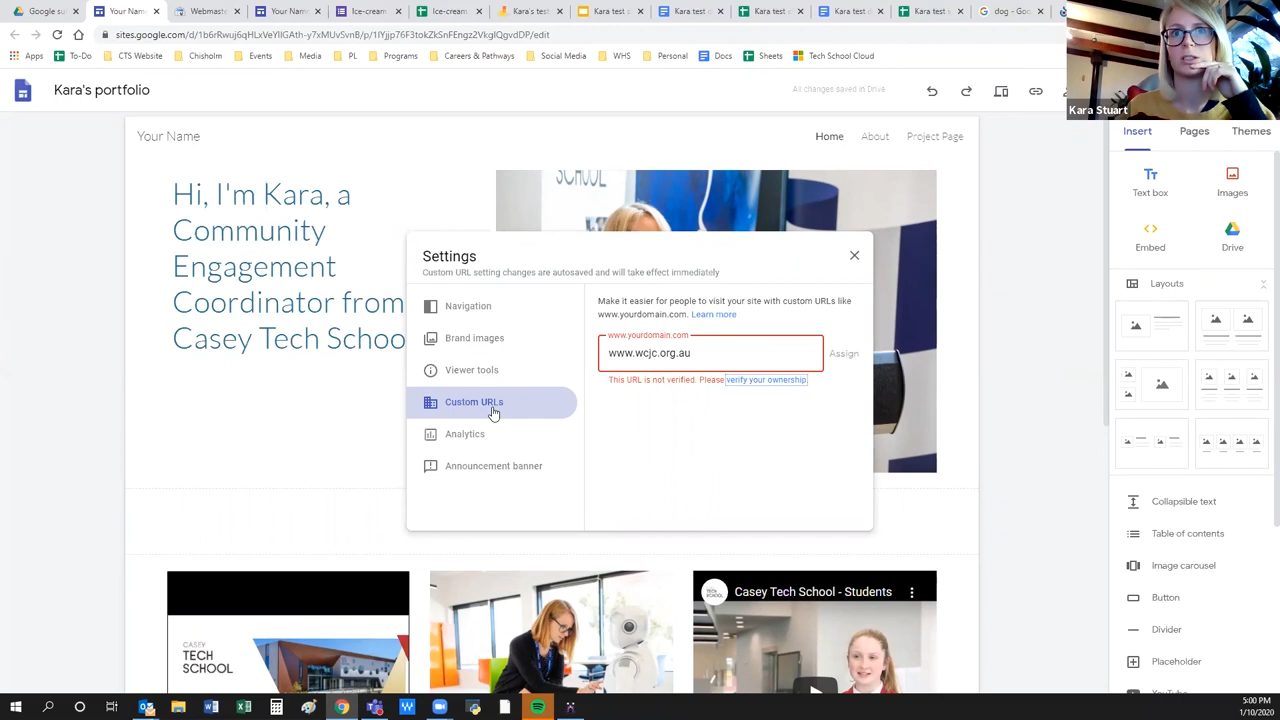 Google su
Your Name
Webmaste
Your Name
Ice-cream
Ice-cream
Kara's test
Kara test c
Kara test d
Kara test c
Kara test d
Kara test c
dog – Goo
sites.google.com/d/1b6rRwuj6qHLxVeYlIGAth-y7xMUvSvnB/p/1lYjjp76F3tokZkSnFEngz2VkgIQgvdDP/edit
Apps
To-Do
CTS Website
Chisholm
Events
Media
PL
Programs
Careers & Pathways
Social Media
WHS
Personal
Docs
Sheets
Tech School Cloud
Kara's portfolio
All changes saved in Drive
Kara Stuart
Your Name
Home
About
Project Page
Insert
Pages
Themes
Hi, I'm Kara, a
Community
Engagement
Coordinator from
Casey Tech Schoo
SCHOOL
Text box
Images
Embed
Drive
Layouts
Settings
Custom URL setting changes are autosaved and will take effect immediately
Navigation
Brand images
Viewer tools
Custom URLs
Analytics
Announcement banner
Make it easier for people to visit your site with custom URLs like
www.yourdomain.com. Learn more
www.yourdomain.com
www.wcjc.org.au
Assign
This URL is not verified. Please verify your ownership.
Collapsible text
Table of contents
Image carousel
Button
Divider
Placeholder
YouTube
CASEY
TECH
SCHOOL
Casey Tech School - Students
5:00 PM
1/10/2020